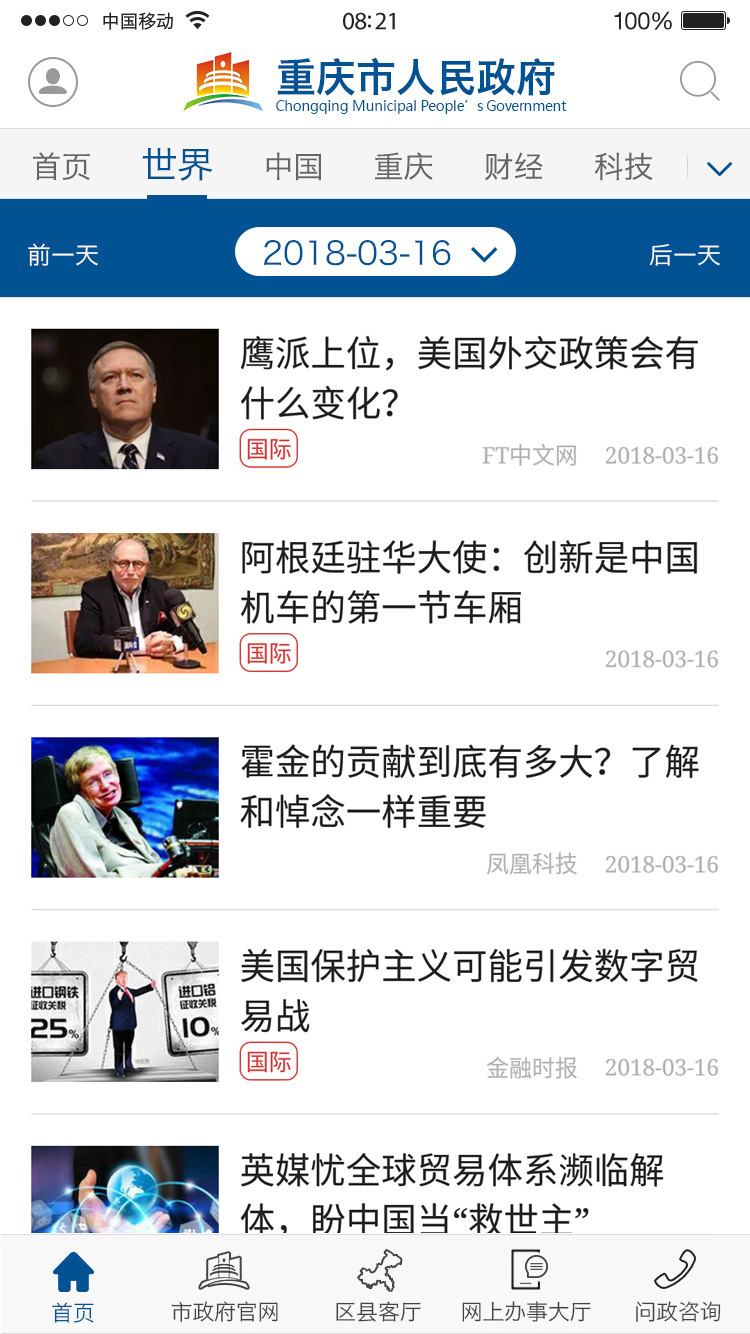 中国移动 08:21 100%
重庆市人民政府
Chongqing Municipal People's Government
首页 世界 中国 重庆 财经 科技
前一天 2018-03-16 后一天
鹰派上位，美国外交政策会有
什么变化？
国际 FT中文网 2018-03-16
阿根廷驻华大使：创新是中国
机车的第一节车厢
国际 2018-03-16
霍金的贡献到底有多大？了解
和悼念一样重要
凤凰科技 2018-03-16
进口钢铁 进口铝
征收关税 征收关税
25% 10%
美国保护主义可能引发数字贸
易战
国际 金融时报 2018-03-16
英媒忧全球贸易体系濒临解
体，盼中国当“救世主”
首页 市政府官网 区县客厅 网上办事大厅 问政咨询